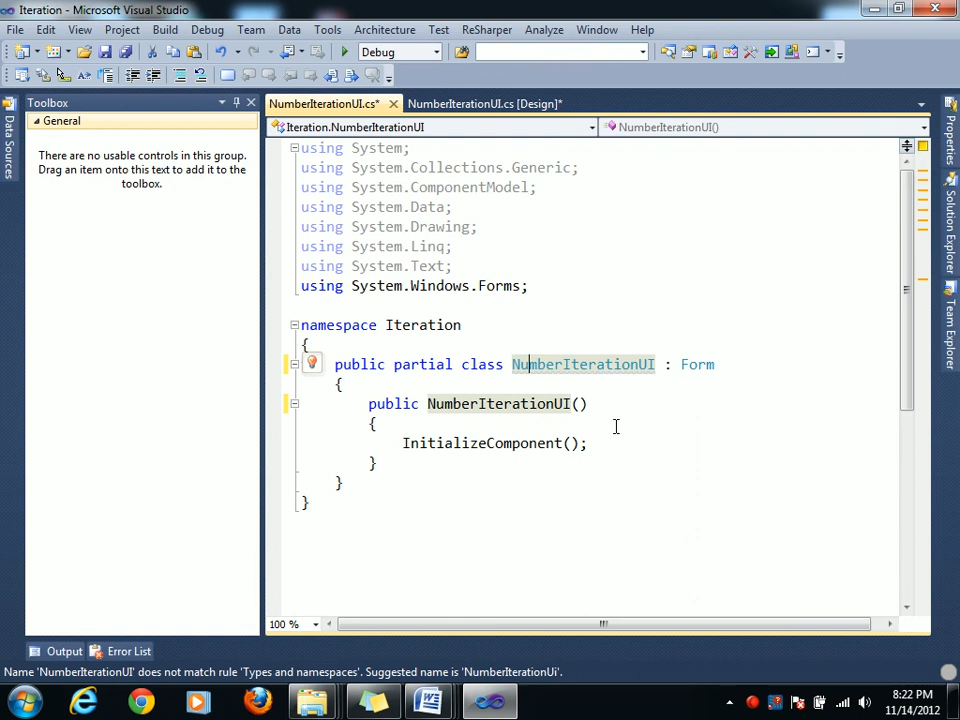 Iteration - Microsoft Visual Studio
File Edit View Project Build Debug Team Data Tools Architecture Test ReSharper Analyze Window Help
Debug
Toolbox
General
There are no usable controls in this group. Drag an item onto this text to add it to the toolbox.
Data Sources
NumberIterationUI.cs* NumberIterationUI.cs [Design]*
Iteration.NumberIterationUI NumberIterationUI()
using System;
using System.Collections.Generic;
using System.ComponentModel;
using System.Data;
using System.Drawing;
using System.Linq;
using System.Text;
using System.Windows.Forms;
namespace Iteration
{
public partial class NumberIterationUI : Form
{
public NumberIterationUI()
{
InitializeComponent();
}
}
}
100 %
Properties
Solution Explorer
Team Explorer
Output Error List
Name 'NumberIterationUI' does not match rule 'Types and namespaces'. Suggested name is 'NumberIterationUi'.
8:22 PM
11/14/2012